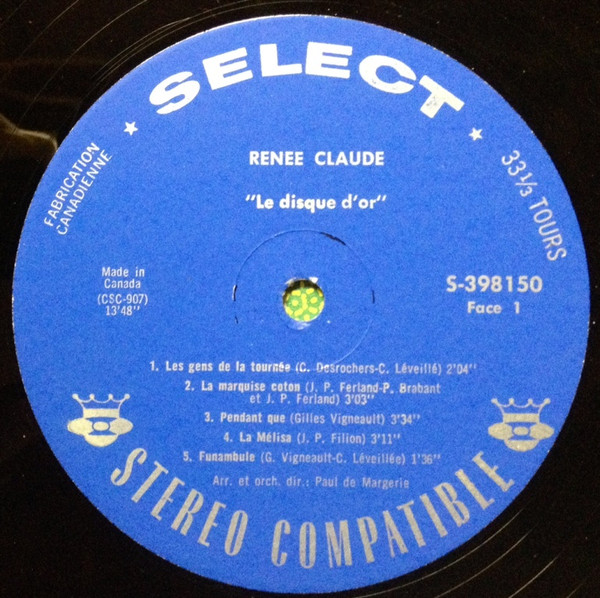 SELECT
RENEE CLAUDE
"Le disque d'or"
FABRICATION
CANADIENNE
33⅓ TOURS
Made in
Canada
(CSC-907)
13'48"
S-398150
Face 1
1. Les gens de la tournée (C. Desrochers-C. Léveillé) 2'04"
2. La marquise coton (J. P. Ferland-P. Brabant
et J. P. Ferland) 3'03"
3. Pendant que (Gilles Vigneault) 3'34"
4. La Mélisa (J. P. Filion) 3'11"
5. Funambule (G. Vigneault-C. Léveillée) 1'36"
Arr. et orch. dir.: Paul de Margerie
STEREO COMPATIBLE